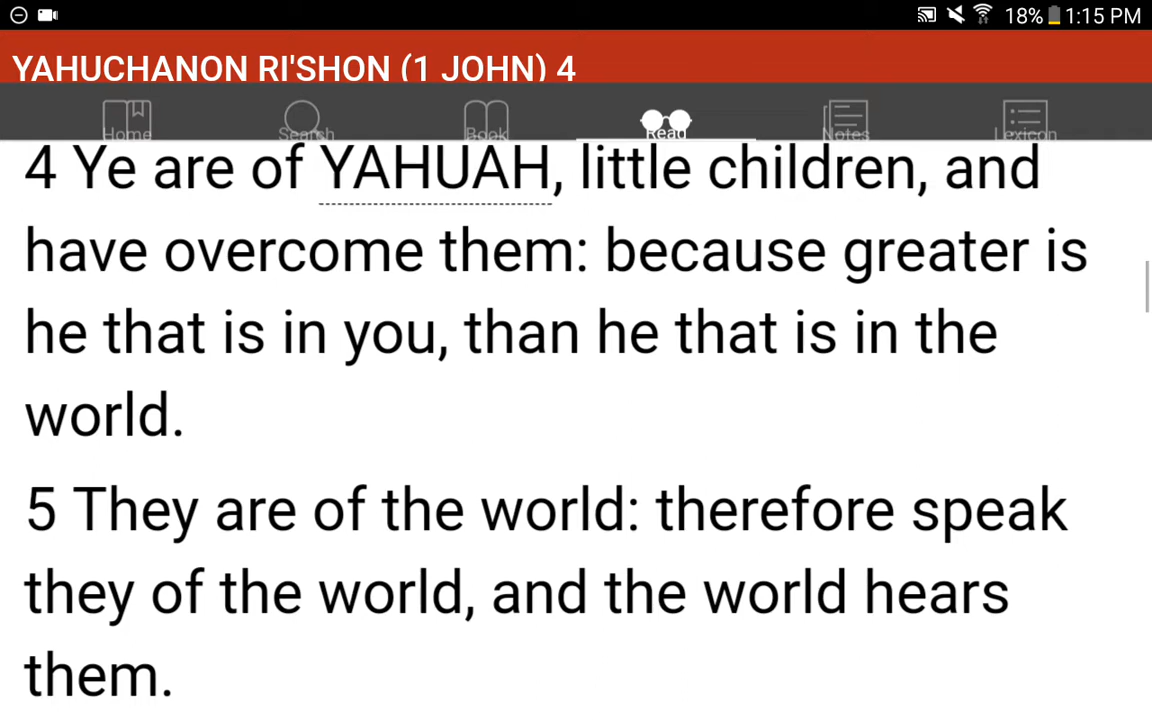 18% 1:15 PM
YAHUCHANON RI'SHON (1 JOHN) 4
Home Search Book Read Notes Lexicon
4 Ye are of YAHUAH, little children, and
have overcome them: because greater is
he that is in you, than he that is in the
world.
5 They are of the world: therefore speak
they of the world, and the world hears
them.